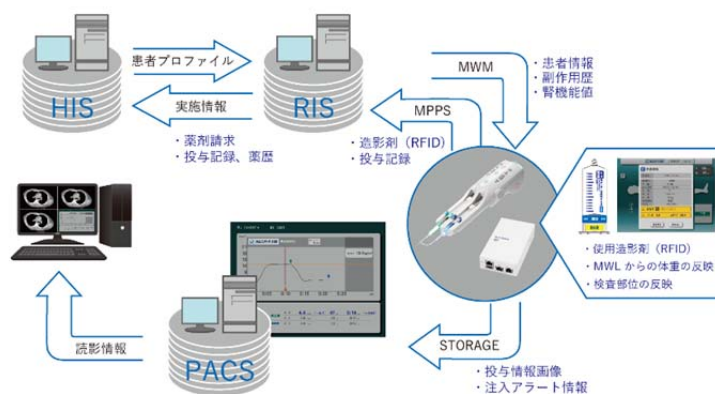 患者プロファイル
HIS
RIS
実施情報
・薬剤請求
・投与記録、薬歴
MWM
・患者情報
・副作用歴
・腎機能値
MPPS
・造影剤（RFID）
・投与記録
・使用造影剤（RFID）
・MWLからの体重の反映
・検査部位の反映
STORAGE
・投与情報画像
・注入アラート情報
PACS
読影情報